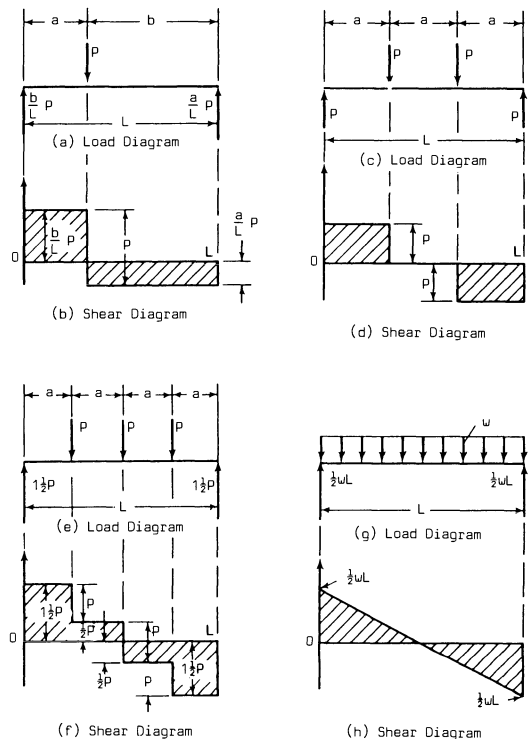 a b
P
b/L P a/L P
L
(a) Load Diagram
0 b/L P P L a/L P
(b) Shear Diagram
a a a
P P
P P
L
(c) Load Diagram
P L
0
P
(d) Shear Diagram
a a a a
P P P
1½P 1½P
L
(e) Load Diagram
1½P P
0 ½P P L
½P P 1½P
(f) Shear Diagram
w
½wL ½wL
L
(g) Load Diagram
½wL
0
½wL
(h) Shear Diagram